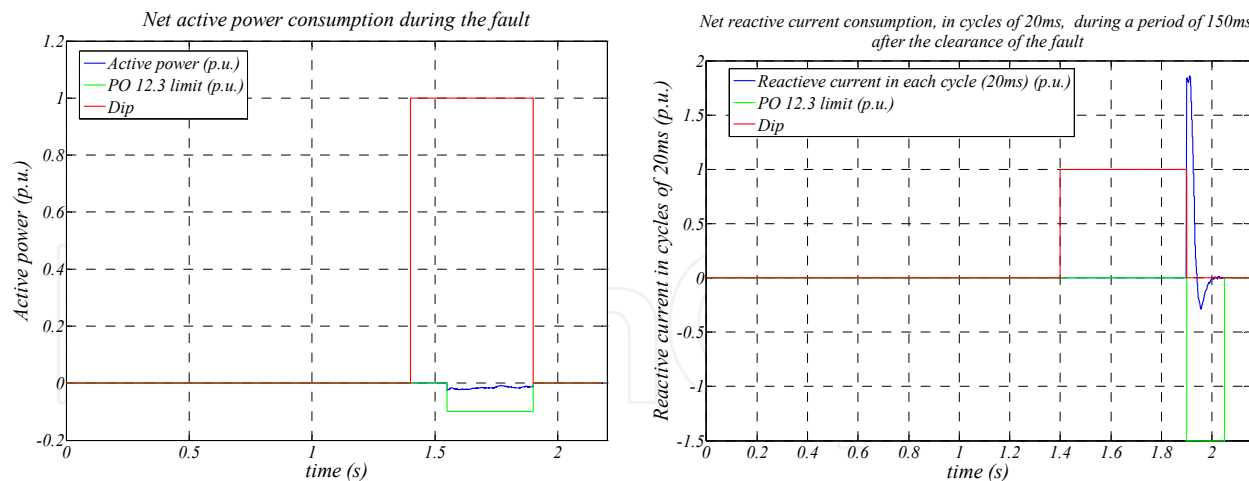 Net active power consumption during the fault
1.2
1
0.8
0.6
0.4
0.2
0
-0.2
Active power (p.u.)
Active power (p.u.)
PO 12.3 limit (p.u.)
Dip
0
0.5
1
1.5
2
time (s)
Net reactive current consumption, in cycles of 20ms, during a period of 150ms
after the clearance of the fault
2
1.5
1
0.5
0
-0.5
-1
-1.5
Reactive current in cycles of 20ms (p.u.)
Reactieve current in each cycle (20ms) (p.u.)
PO 12.3 limit (p.u.)
Dip
0
0.2
0.4
0.6
0.8
1
1.2
1.4
1.6
1.8
2
time (s)